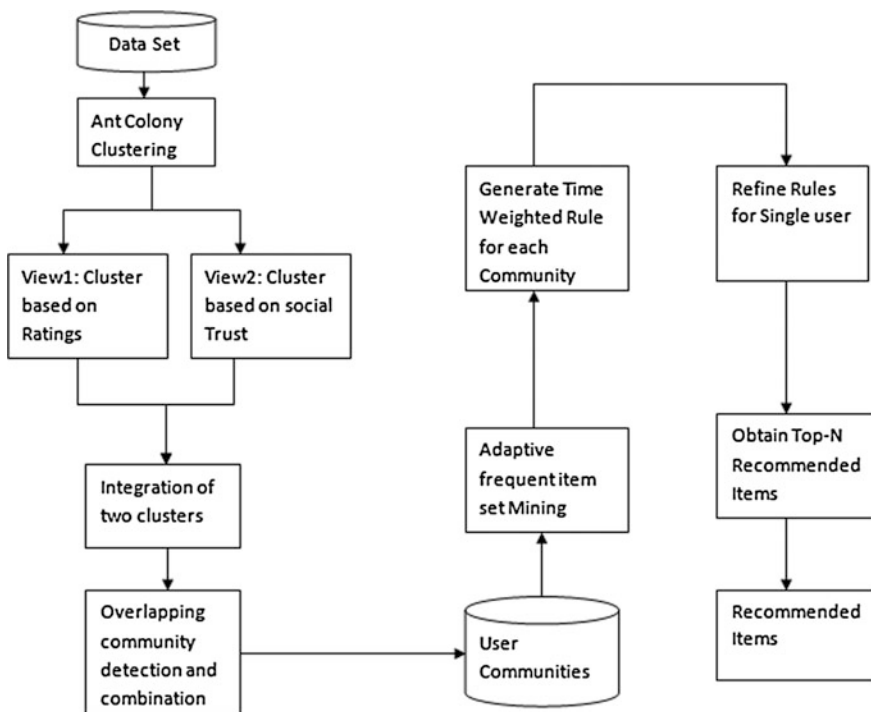 Data Set
Ant Colony
Clustering
View1: Cluster
based on
Ratings
View2: Cluster
based on social
Trust
Integration of
two clusters
Overlapping
community
detection and
combination
User
Communities
Adaptive
frequent item
set Mining
Generate Time
Weighted Rule
for each
Community
Refine Rules
for Single user
Obtain Top-N
Recommended
Items
Recommended
Items